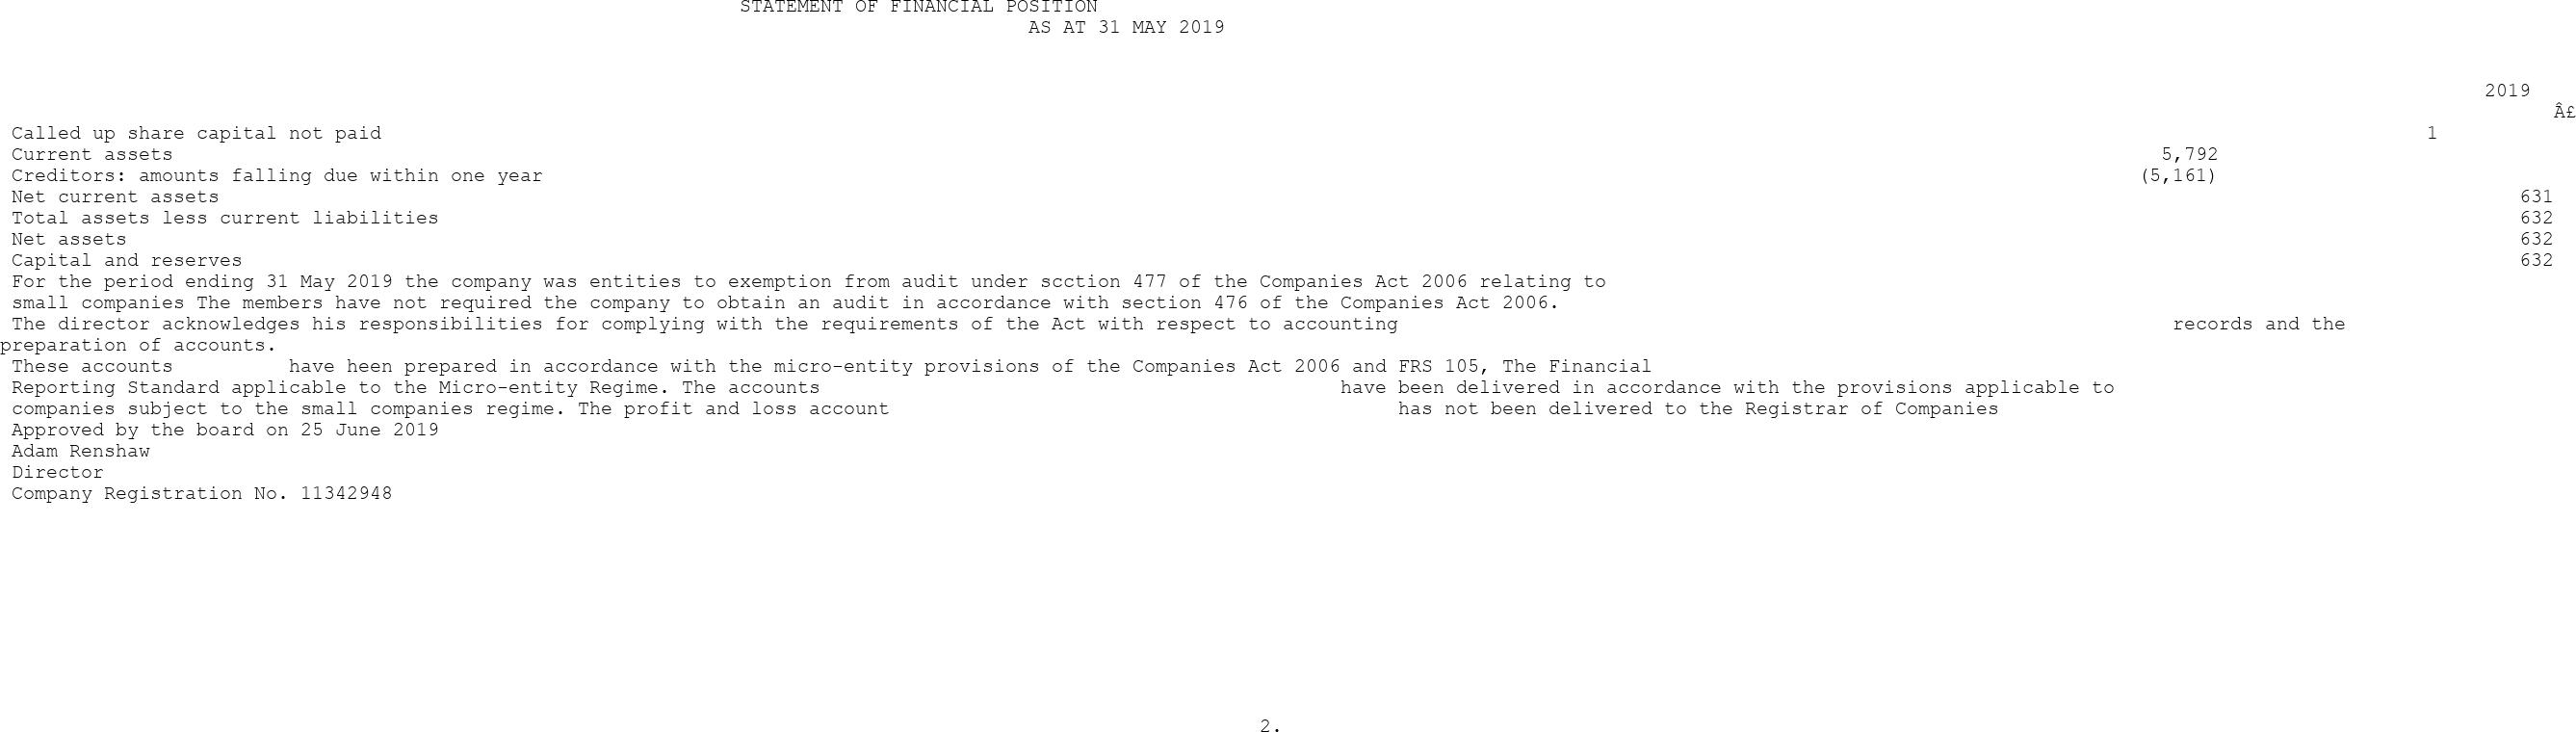 STATEMENT OF FINANCIAL POSITION
AS AT 31 MAY 2019
2019
Â£
Called up share capital not paid 1
Current assets 5,792
Creditors: amounts falling due within one year (5,161)
Net current assets 631
Total assets less current liabilities 632
Net assets 632
Capital and reserves 632
For the period ending 31 May 2019 the company was entities to exemption from audit under scction 477 of the Companies Act 2006 relating to
small companies The members have not required the company to obtain an audit in accordance with section 476 of the Companies Act 2006.
The director acknowledges his responsibilities for complying with the requirements of the Act with respect to accounting records and the
preparation of accounts.
These accounts have heen prepared in accordance with the micro-entity provisions of the Companies Act 2006 and FRS 105, The Financial
Reporting Standard applicable to the Micro-entity Regime. The accounts have been delivered in accordance with the provisions applicable to
companies subject to the small companies regime. The profit and loss account has not been delivered to the Registrar of Companies
Approved by the board on 25 June 2019
Adam Renshaw
Director
Company Registration No. 11342948
2.